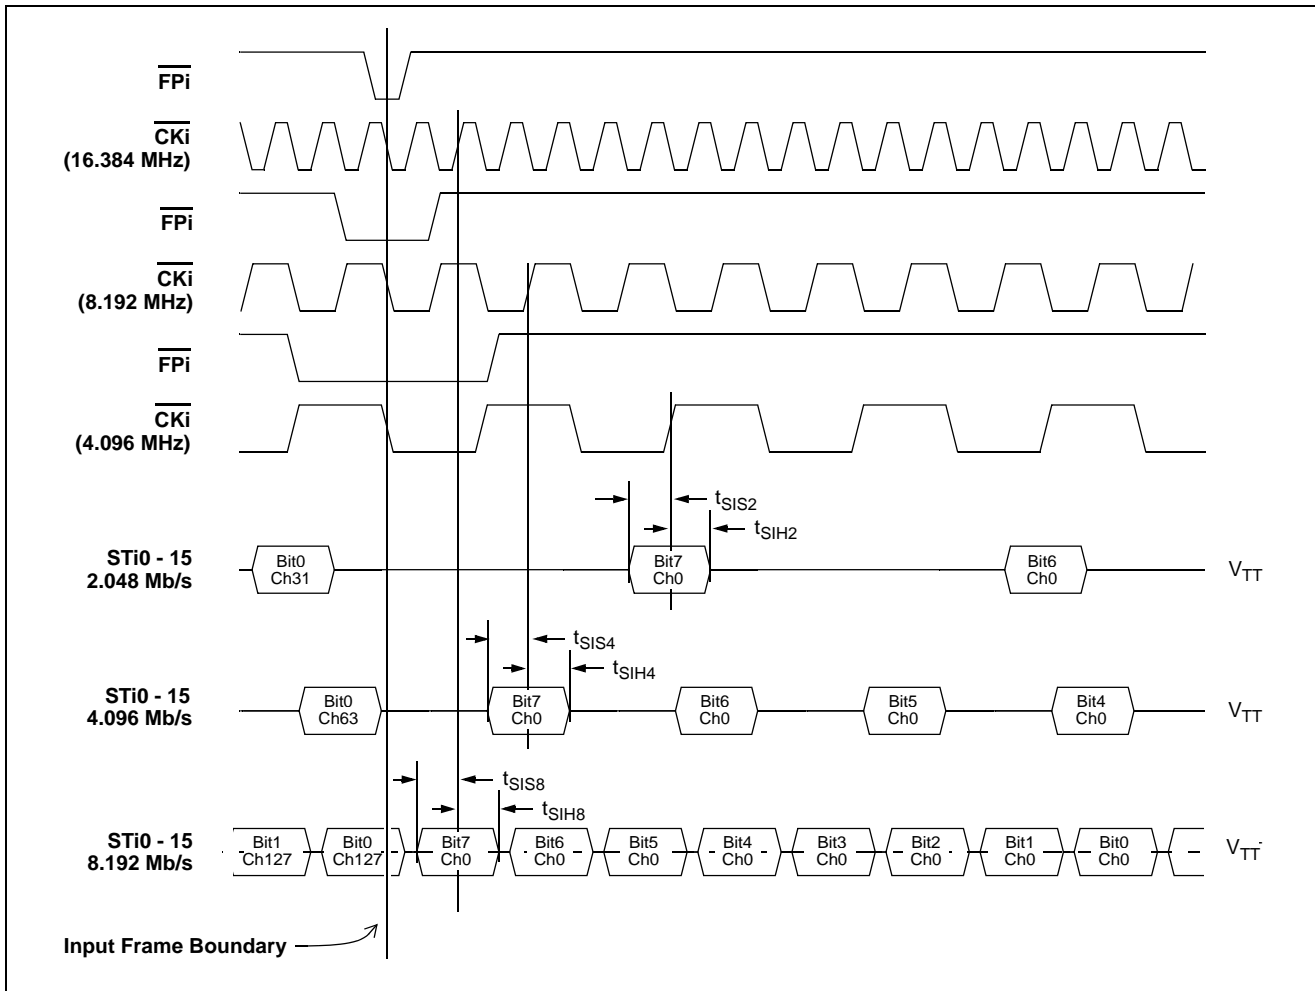 FPi
CKi
(16.384 MHz)
FPi
CKi
(8.192 MHz)
FPi
CKi
(4.096 MHz)
tSIS2
tSIH2
STi0 - 15
2.048 Mb/s
Bit0
Ch31
Bit7
Ch0
Bit6
Ch0
VTT
tSIS4
tSIH4
STi0 - 15
4.096 Mb/s
Bit0
Ch63
Bit7
Ch0
Bit6
Ch0
Bit5
Ch0
Bit4
Ch0
VTT
tSIS8
tSIH8
STi0 - 15
8.192 Mb/s
Bit1
Ch127
Bit0
Ch127
Bit7
Ch0
Bit6
Ch0
Bit5
Ch0
Bit4
Ch0
Bit3
Ch0
Bit2
Ch0
Bit1
Ch0
Bit0
Ch0
VTT
Input Frame Boundary